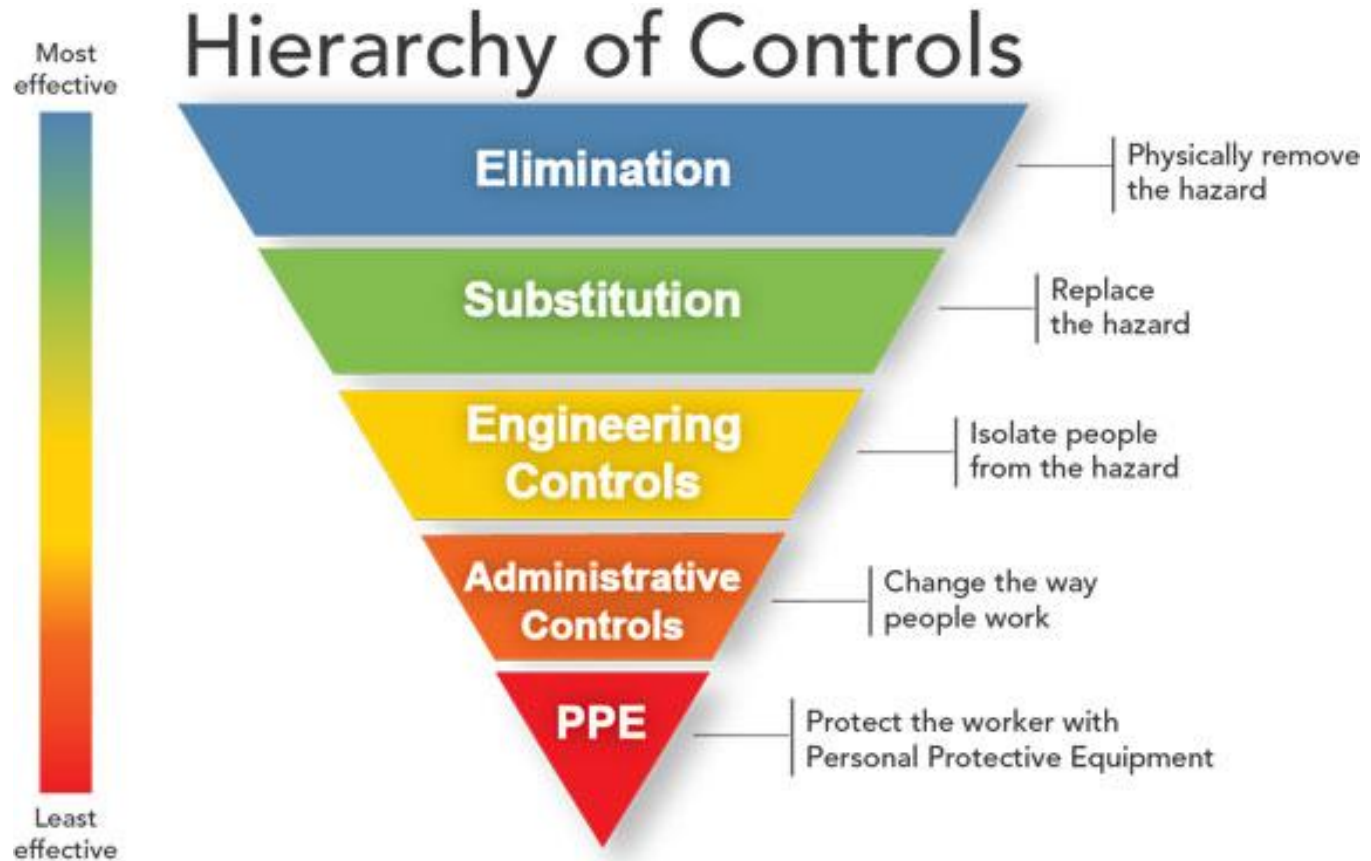 Hierarchy of Controls
Most
effective
Elimination
Physically remove
the hazard
Substitution
Replace
the hazard
Engineering
Controls
Isolate people
from the hazard
Administrative
Controls
Change the way
people work
PPE
Protect the worker with
Personal Protective Equipment
Least
effective